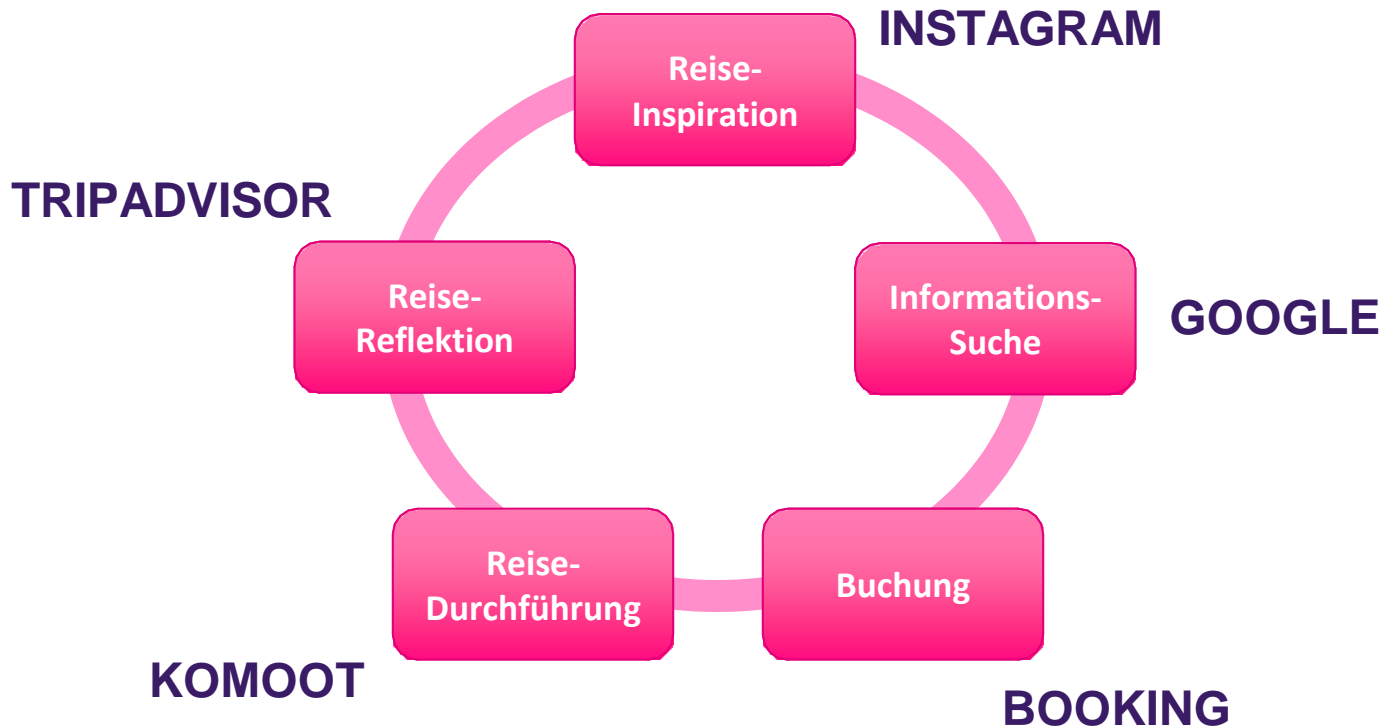 INSTAGRAM
Reise-
Inspiration
TRIPADVISOR
Reise-
Reflektion
Informations-
Suche
GOOGLE
Reise-
Durchführung
Buchung
KOMOOT
BOOKING